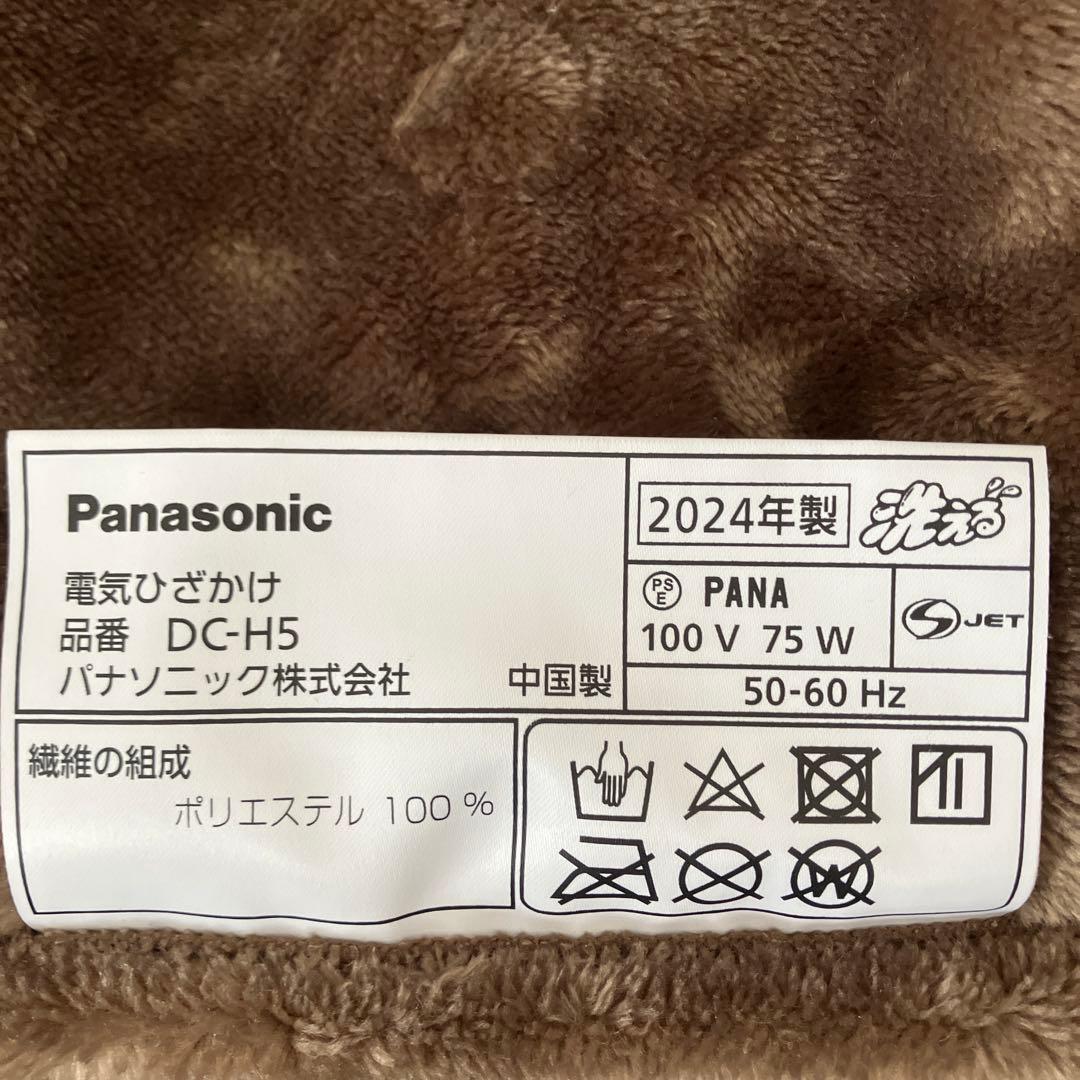 Panasonic
電気ひざかけ
品番 DC-H5
パナソニック株式会社 中国製
2024年製 洗える
PSE PANA
100 V 75 W
S JET
50-60 Hz
繊維の組成
ポリエステル 100 %
W